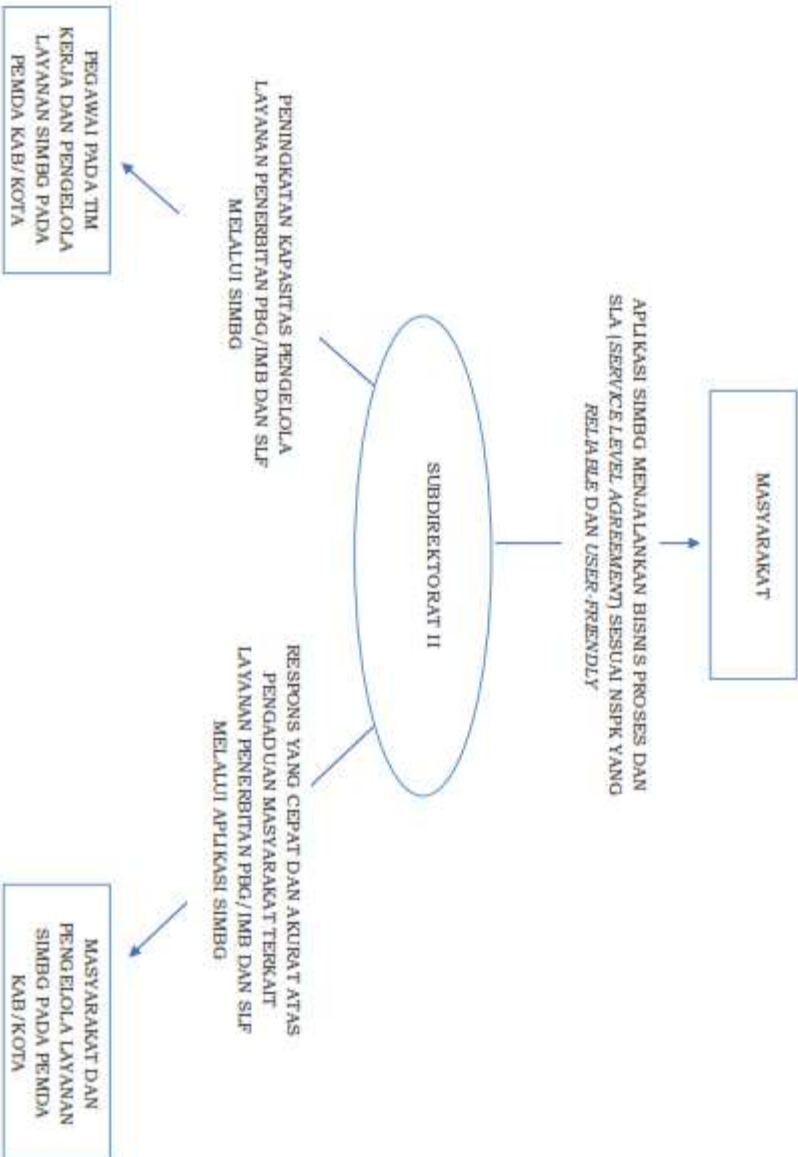 MASYARAKAT
APLIKASI SIMBG MENJALANKAN BISNIS PROSES DAN
SLA (SERVICE LEVEL AGREEMENT) SESUAI NSPK YANG
RELIABLE DAN USER-FRIENDLY
SUBDIREKTORAT II
PENINGKATAN KAPASITAS PENGELOLA
LAYANAN PENERBITAN PBG/IMB DAN SLF
MELALUI SIMBG
RESPONS YANG CEPAT DAN AKURAT ATAS
PENGADUAN MASYARAKAT TERKAIT
LAYANAN PENERBITAN PBG/IMB DAN SLF
MELALUI APLIKASI SIMBG
PEGAWAI PADA TIM
KERJA DAN PENGELOLA
LAYANAN SIMBG PADA
PEMDA KAB/KOTA
MASYARAKAT DAN
PENGELOLA LAYANAN
SIMBG PADA PEMDA
KAB/KOTA